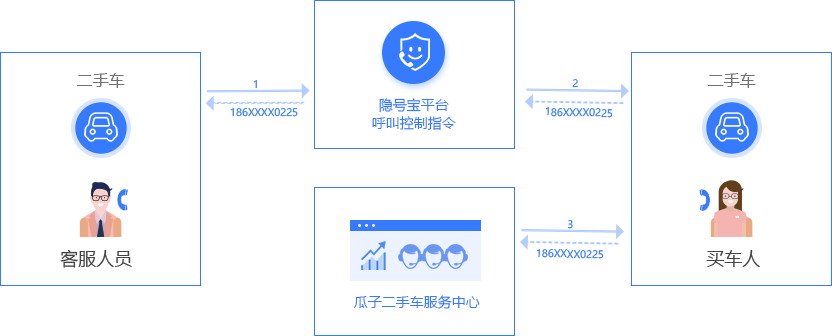 二手车
客服人员
1
186XXXX0225
隐号宝平台
呼叫控制指令
2
186XXXX0225
二手车
买车人
瓜子二手车服务中心
3
186XXXX0225